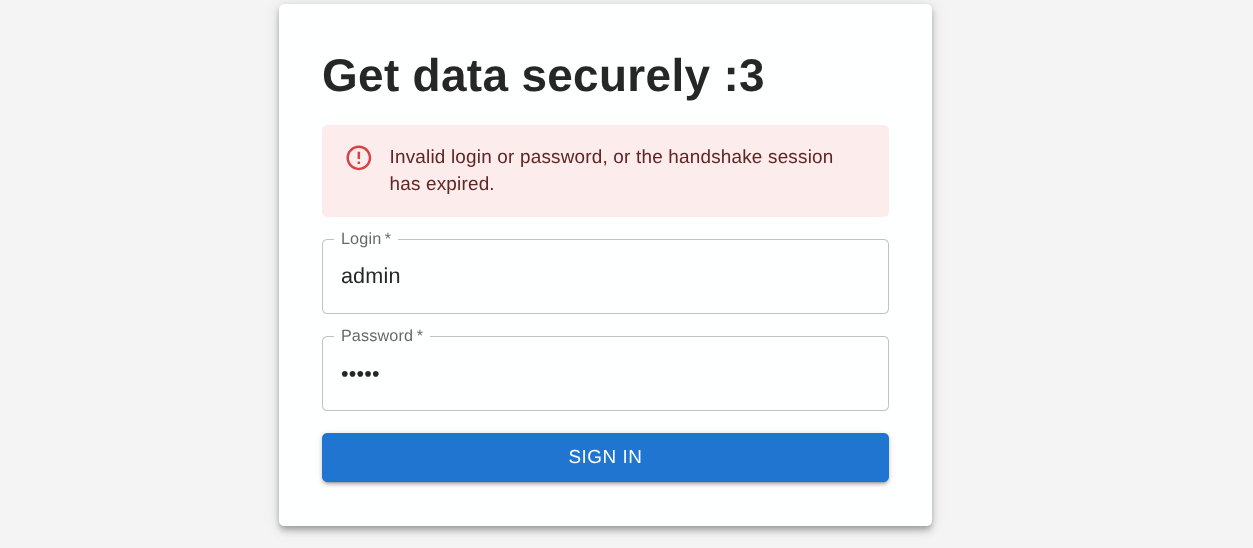 Get data securely :3
Invalid login or password, or the handshake session
has expired.
Login *
admin
Password *
•••••
SIGN IN